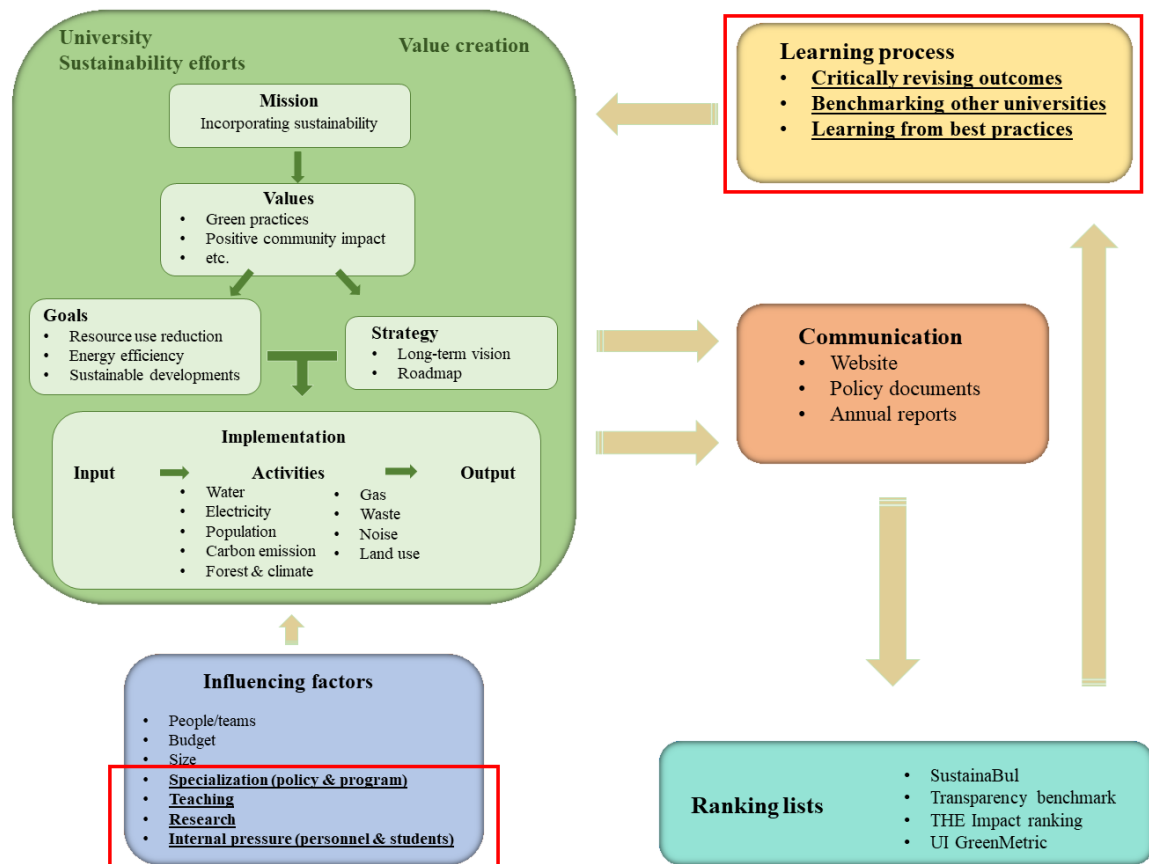 University
Sustainability efforts
Value creation
Mission
Incorporating sustainability
Values
• Green practices
• Positive community impact
• etc.
Goals
• Resource use reduction
• Energy efficiency
• Sustainable developments
Strategy
• Long-term vision
• Roadmap
Implementation
Input
Activities
Output
• Water
• Electricity
• Population
• Carbon emission
• Forest & climate
• Gas
• Waste
• Noise
• Land use
Learning process
• Critically revising outcomes
• Benchmarking other universities
• Learning from best practices
Communication
• Website
• Policy documents
• Annual reports
Influencing factors
• People/teams
• Budget
• Size
• Specialization (policy & program)
• Teaching
• Research
• Internal pressure (personnel & students)
Ranking lists
• SustainaBul
• Transparency benchmark
• THE Impact ranking
• UI GreenMetric